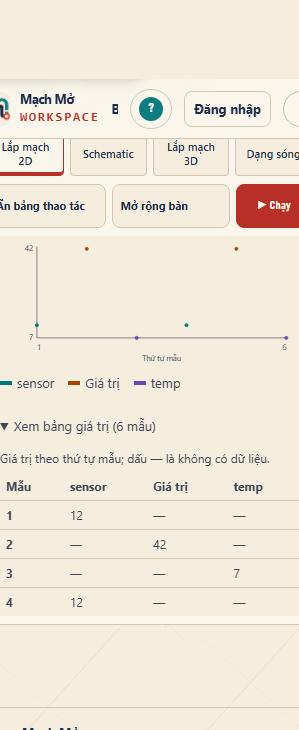 Mạch Mở
WORKSPACE
?
Đăng nhập
Lắp mạch
2D
Schematic
Lắp mạch
3D
Dạng sóng
Ẩn bảng thao tác
Mở rộng bàn
▶ Chạy
42
7
1
6
Thứ tự mẫu
sensor
Giá trị
temp
▼ Xem bảng giá trị (6 mẫu)
Giá trị theo thứ tự mẫu; dấu — là không có dữ liệu.
Mẫu sensor Giá trị temp
1 12 — —
2 — 42 —
3 — — 7
4 12 — —